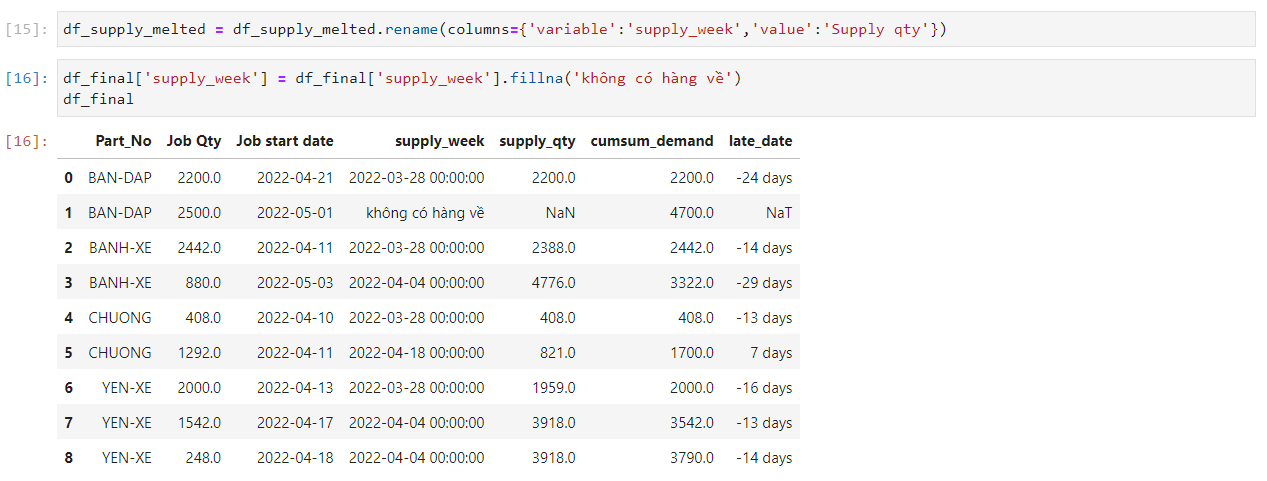 [15]: df_supply_melted = df_supply_melted.rename(columns={'variable':'supply_week','value':'Supply qty'})
[16]: df_final['supply_week'] = df_final['supply_week'].fillna('không có hàng về')
df_final
[16]: Part_No Job Qty Job start date supply_week supply_qty cumsum_demand late_date
0 BAN-DAP 2200.0 2022-04-21 2022-03-28 00:00:00 2200.0 2200.0 -24 days
1 BAN-DAP 2500.0 2022-05-01 không có hàng về NaN 4700.0 NaT
2 BANH-XE 2442.0 2022-04-11 2022-03-28 00:00:00 2388.0 2442.0 -14 days
3 BANH-XE 880.0 2022-05-03 2022-04-04 00:00:00 4776.0 3322.0 -29 days
4 CHUONG 408.0 2022-04-10 2022-03-28 00:00:00 408.0 408.0 -13 days
5 CHUONG 1292.0 2022-04-11 2022-04-18 00:00:00 821.0 1700.0 7 days
6 YEN-XE 2000.0 2022-04-13 2022-03-28 00:00:00 1959.0 2000.0 -16 days
7 YEN-XE 1542.0 2022-04-17 2022-04-04 00:00:00 3918.0 3542.0 -13 days
8 YEN-XE 248.0 2022-04-18 2022-04-04 00:00:00 3918.0 3790.0 -14 days